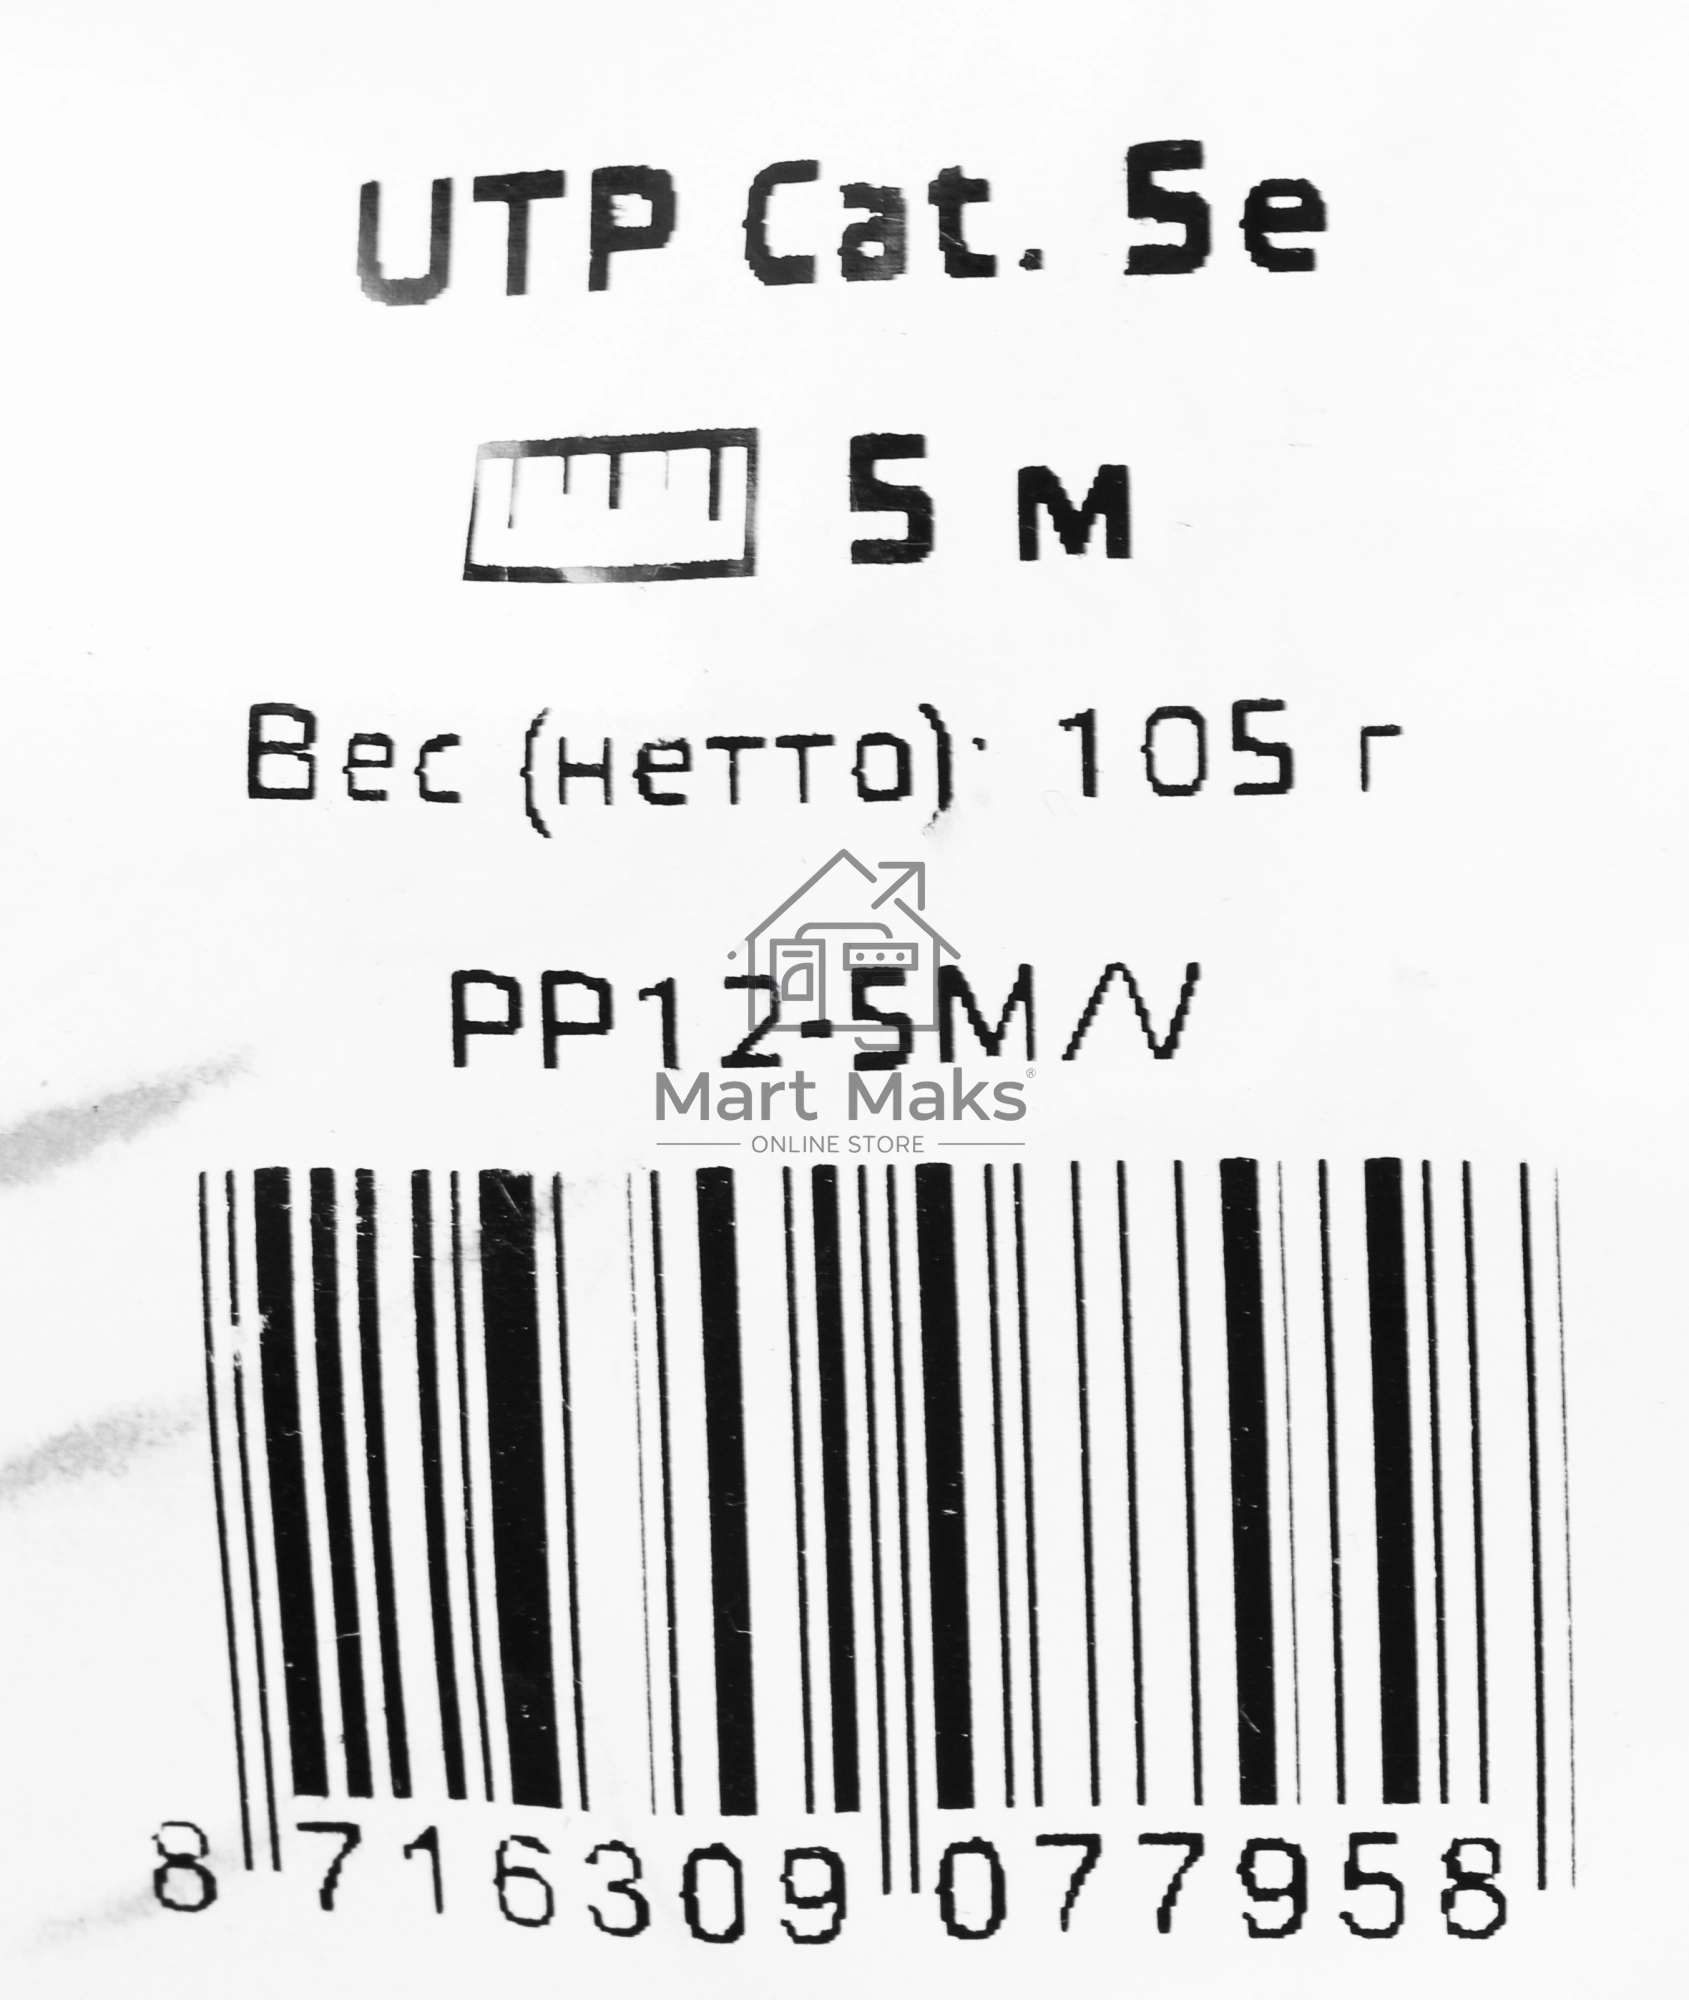 UTP Cat. 5e
5 м
Вес (нетто): 105 г
PP12-5M/V
Mart Maks®
ONLINE STORE
8 716309 077958